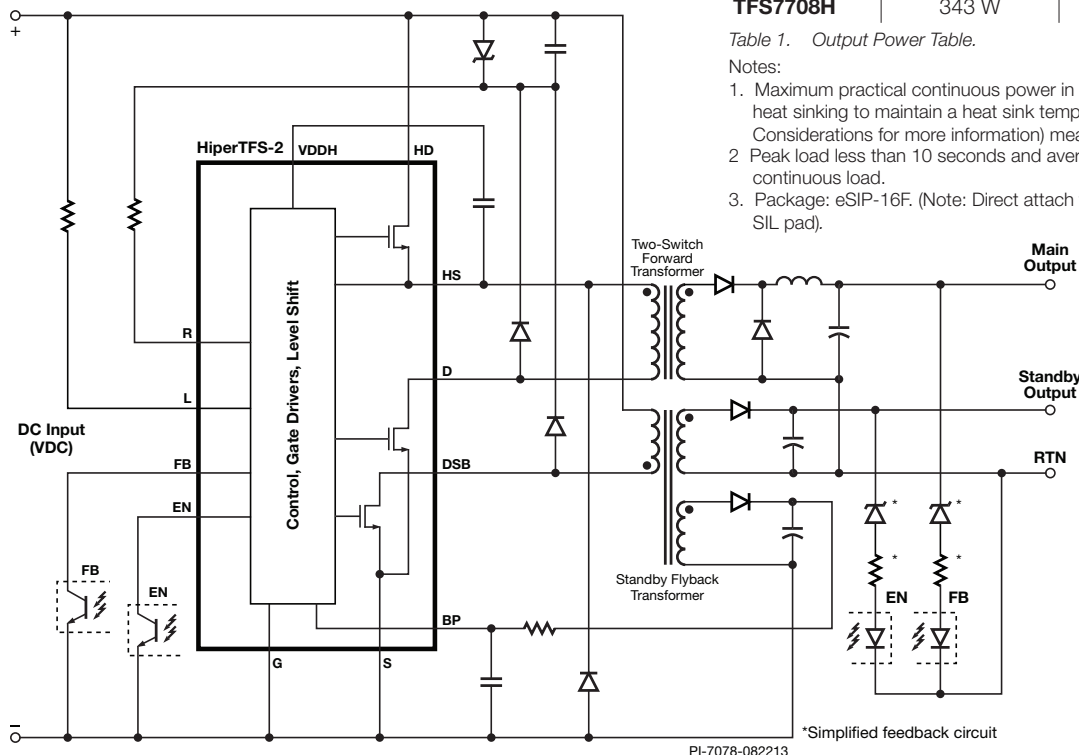 TFS7708H 343 W
Table 1. Output Power Table.
Notes:
1. Maximum practical continuous power in
heat sinking to maintain a heat sink temp
Considerations for more information) mea
2 Peak load less than 10 seconds and aver
continuous load.
3. Package: eSIP-16F. (Note: Direct attach
SIL pad).
+
HiperTFS-2
VDDH
HD
Control, Gate Drivers, Level Shift
HS
Two-Switch
Forward
Transformer
Main
Output
R
D
L
Standby
Output
DC Input
(VDC)
FB
DSB
RTN
EN
*
*
FB
EN
*
*
Standby Flyback
Transformer
EN
FB
BP
G
S
–
*Simplified feedback circuit
PI-7078-082213